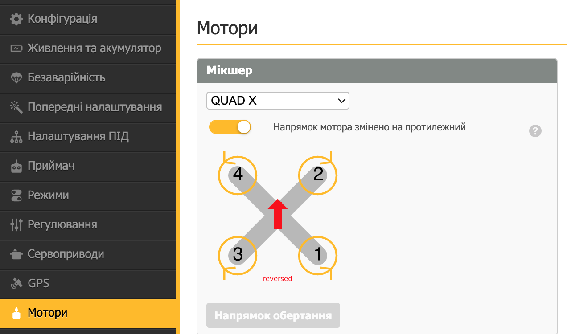 Конфігурація
Живлення та акумулятор
Безаварійність
Попередні налаштування
Налаштування ПІД
Приймач
Режими
Регулювання
Сервоприводи
GPS
Мотори
Мотори
Мікшер
QUAD X
Напрямок мотора змінено на протилежний
?
4 2
3 1
reversed
Напрямок обертання